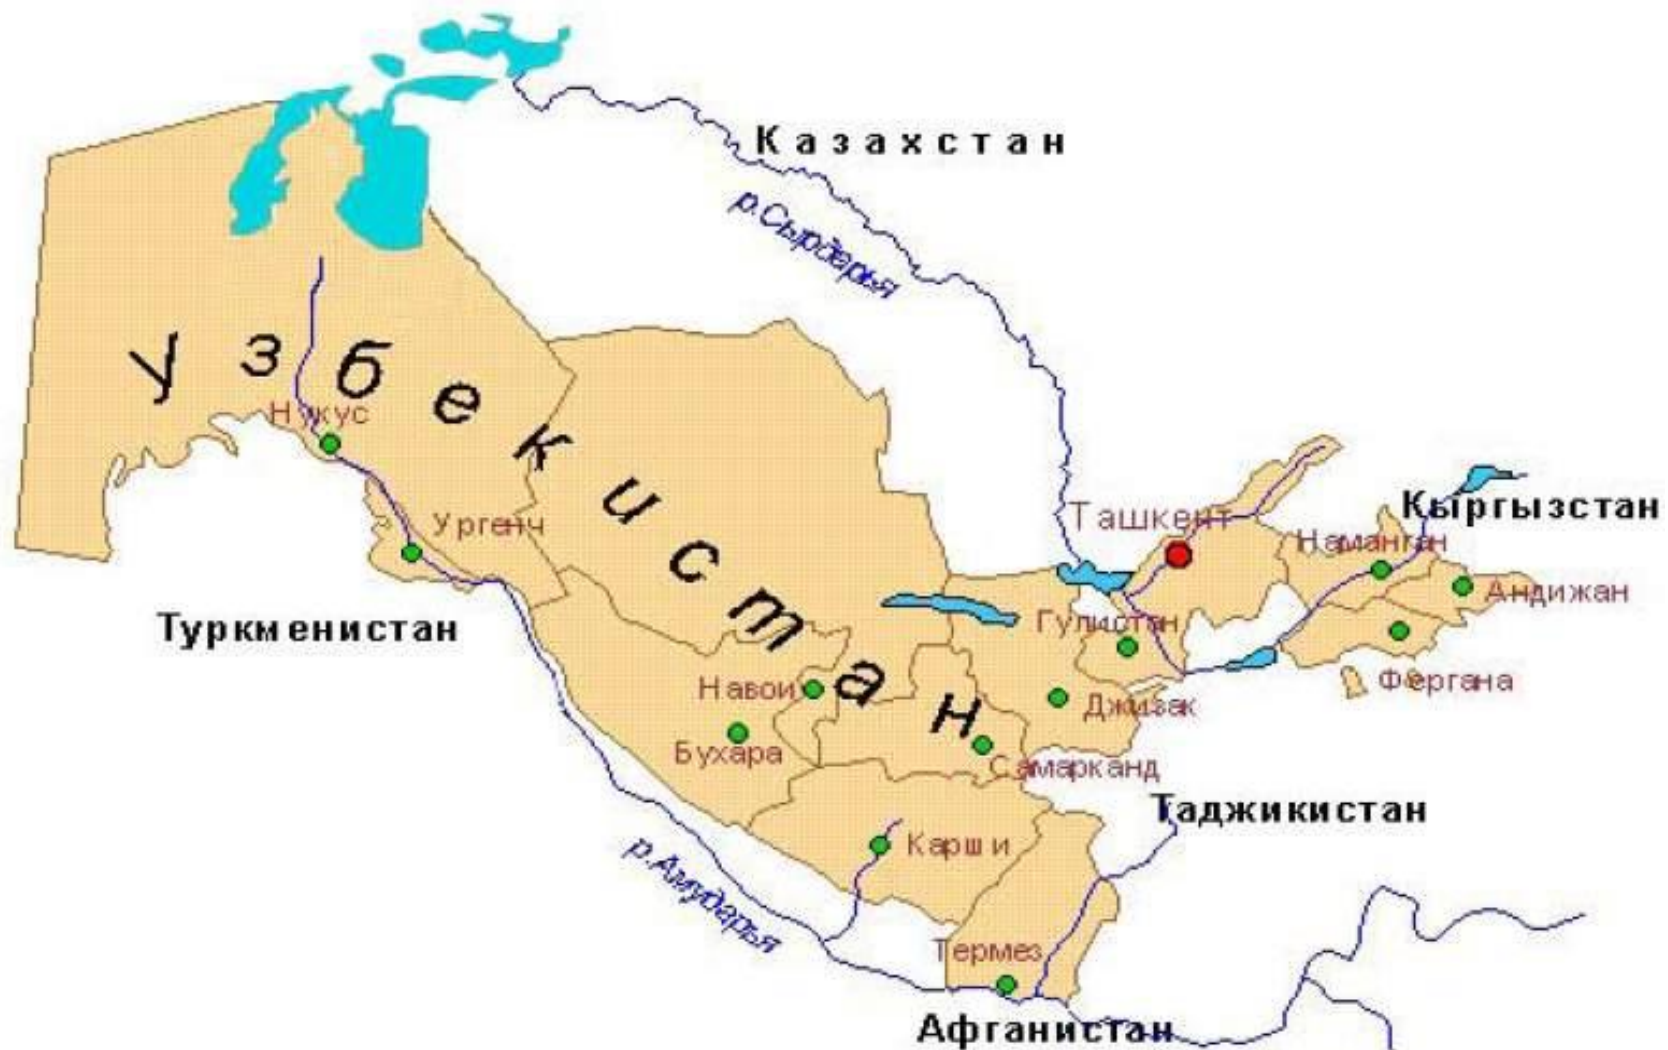 Казахстан
р.Сырдерья
Узбекистан
Нукус
Ургенч
Ташкент
Кыргызстан
Наманган
Андижан
Гулистан
Туркменистан
Фергана
Навои
Джизак
Бухара
Самарканд
Таджикистан
Карши
р.Амударья
Термез
Афганистан